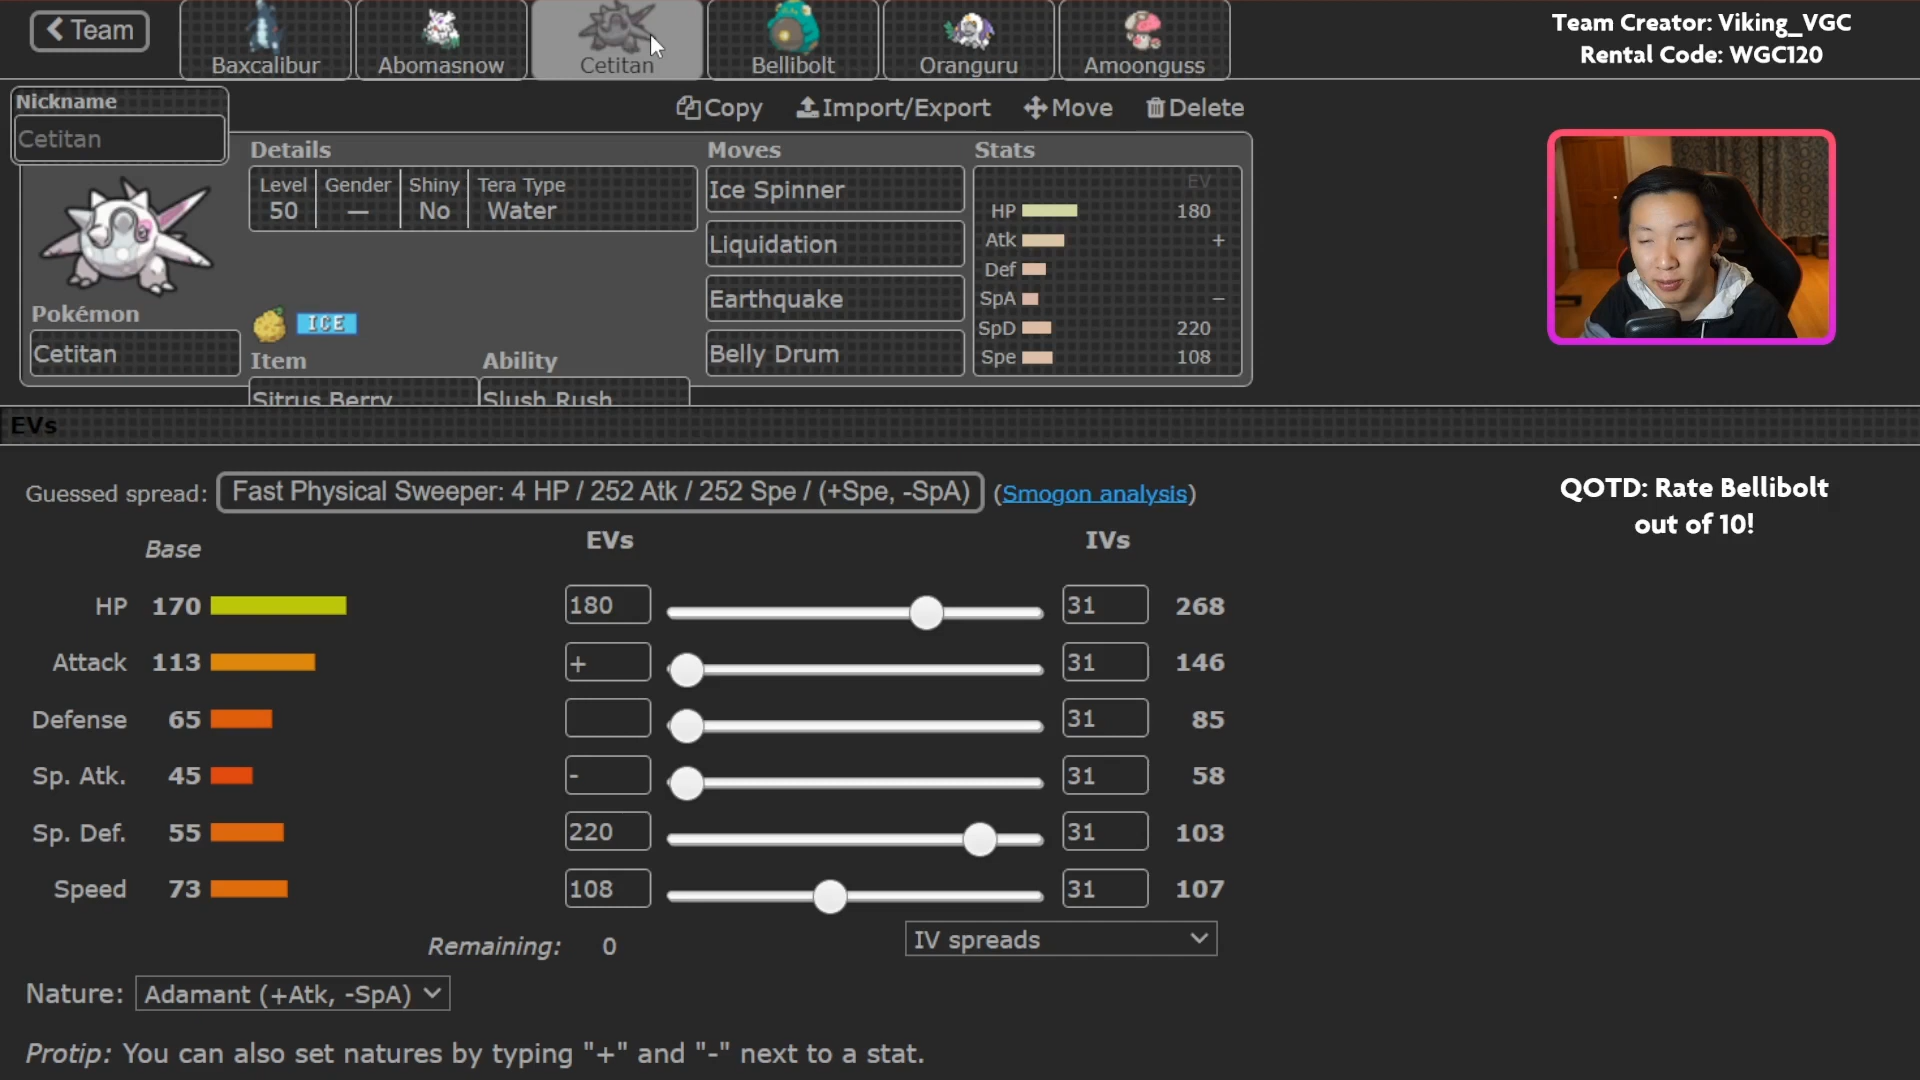 Team
Baxcalibur
Abomasnow
Cetitan
Bellibolt
Oranguru
Amoonguss
Team Creator: Viking_VGC
Rental Code: WGC120
Copy
Import/Export
Move
Delete
Nickname
Cetitan
Pokémon
Cetitan
Details
Level Gender Shiny Tera Type
50 — No Water
ICE
Item Ability
Sitrus Berry Slush Rush
Moves
Ice Spinner
Liquidation
Earthquake
Belly Drum
Stats
EV
HP 180
Atk +
Def
SpA −
SpD 220
Spe 108
EVs
Guessed spread: Fast Physical Sweeper: 4 HP / 252 Atk / 252 Spe / (+Spe, -SpA) (Smogon analysis)
Base EVs IVs
HP 170 180 31 268
Attack 113 + 31 146
Defense 65 31 85
Sp. Atk. 45 - 31 58
Sp. Def. 55 220 31 103
Speed 73 108 31 107
Remaining: 0
IV spreads
Nature: Adamant (+Atk, -SpA)
Protip: You can also set natures by typing "+" and "-" next to a stat.
QOTD: Rate Bellibolt
out of 10!